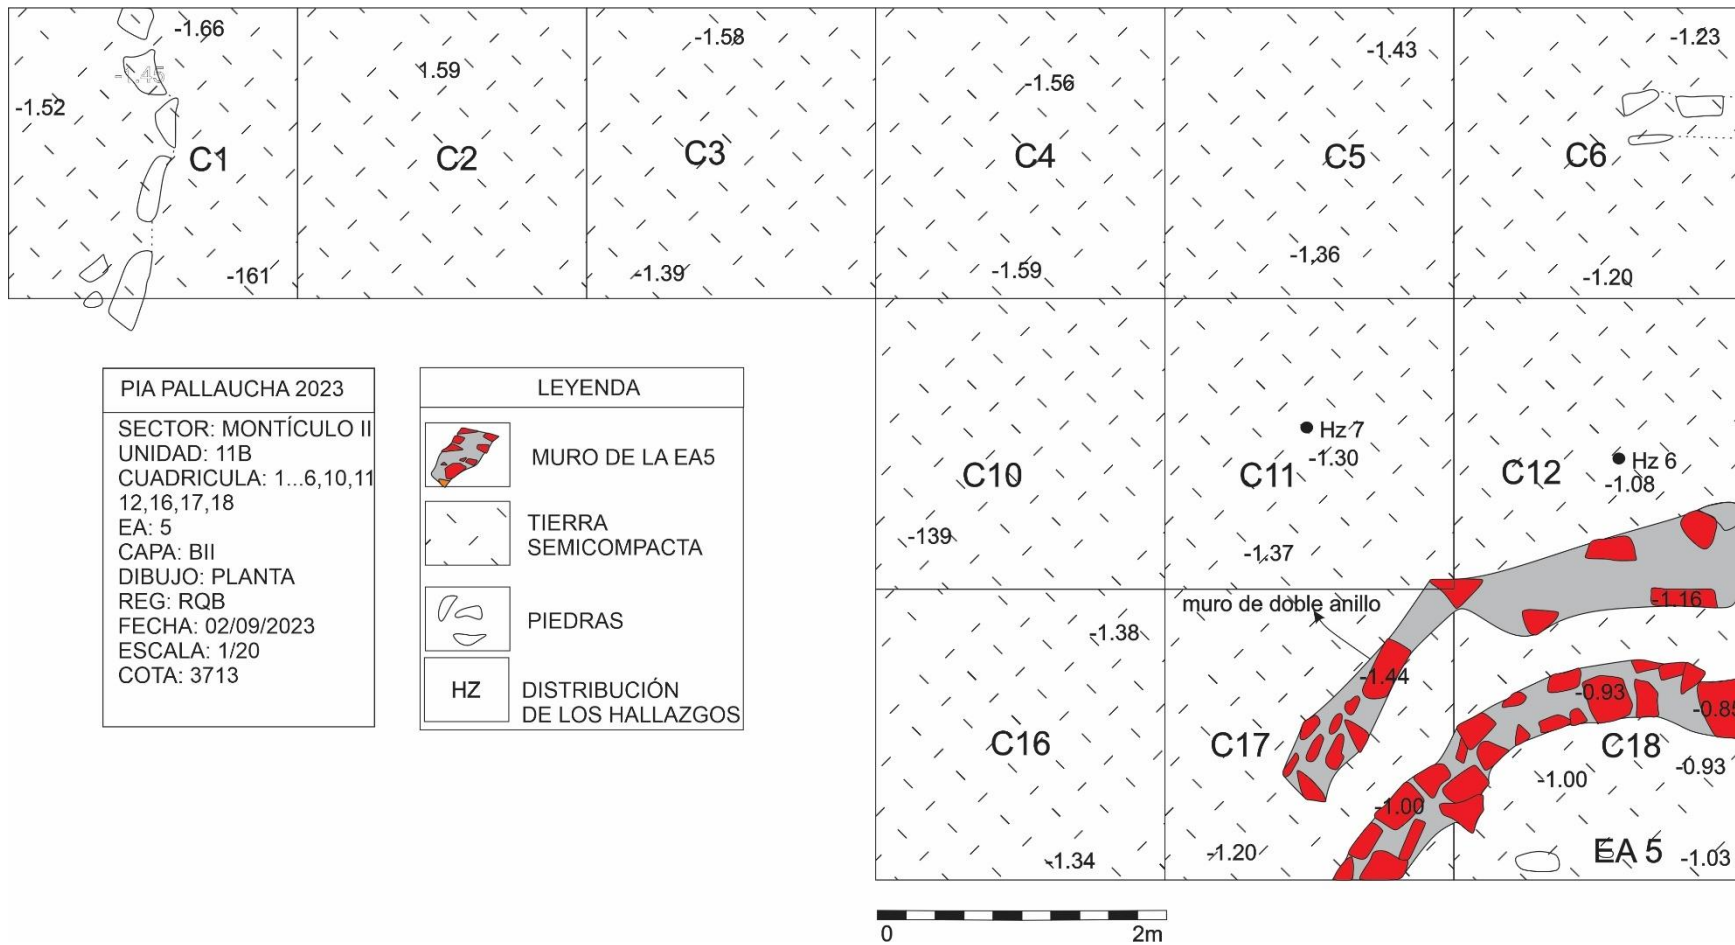 -1.66
-1.45
-1.52
C1
-161
1.59
C2
-1.58
C3
-1.39
-1.56
C4
-1.59
-1.43
C5
-1.36
-1.23
C6
-1.20
PIA PALLAUCHA 2023
SECTOR: MONTÍCULO II
UNIDAD: 11B
CUADRICULA: 1...6,10,11
12,16,17,18
EA: 5
CAPA: BII
DIBUJO: PLANTA
REG: RQB
FECHA: 02/09/2023
ESCALA: 1/20
COTA: 3713
LEYENDA
MURO DE LA EA5
TIERRA
SEMICOMPACTA
PIEDRAS
HZ
DISTRIBUCIÓN
DE LOS HALLAZGOS
C10
-139
Hz 7
-1.30
C11
-1.37
Hz 6
-1.08
C12
-1.16
-1.38
C16
-1.34
muro de doble anillo
-1.44
C17
-1.00
-1.20
-0.93
-0.85
C18
-0.93
-1.00
EA 5
-1.03
0
2m